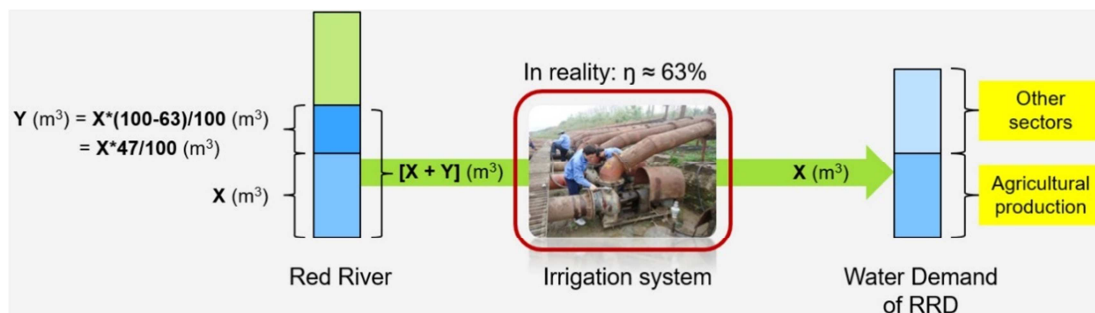 In reality: ŋ ≈ 63%
Y (m³) = X*(100-63)/100 (m³)
= X*47/100 (m³)
X (m³)
[X + Y] (m³)
X (m³)
Other
sectors
Agricultural
production
Red River
Irrigation system
Water Demand
of RRD